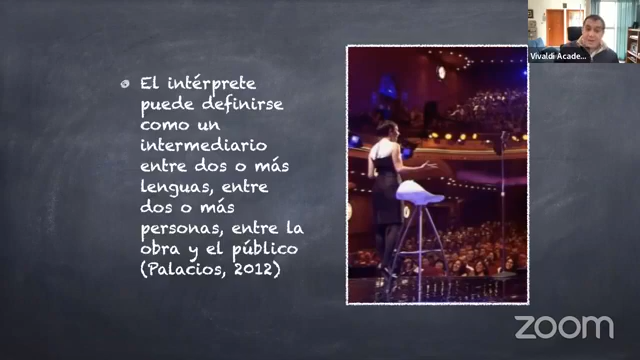 El intérprete
puede definirse
como un
intermediario
entre dos o más
lenguas, entre
dos o más
personas, entre la
obra y el público
(Palacios, 2012)
Vivaldi Acade...
zoom